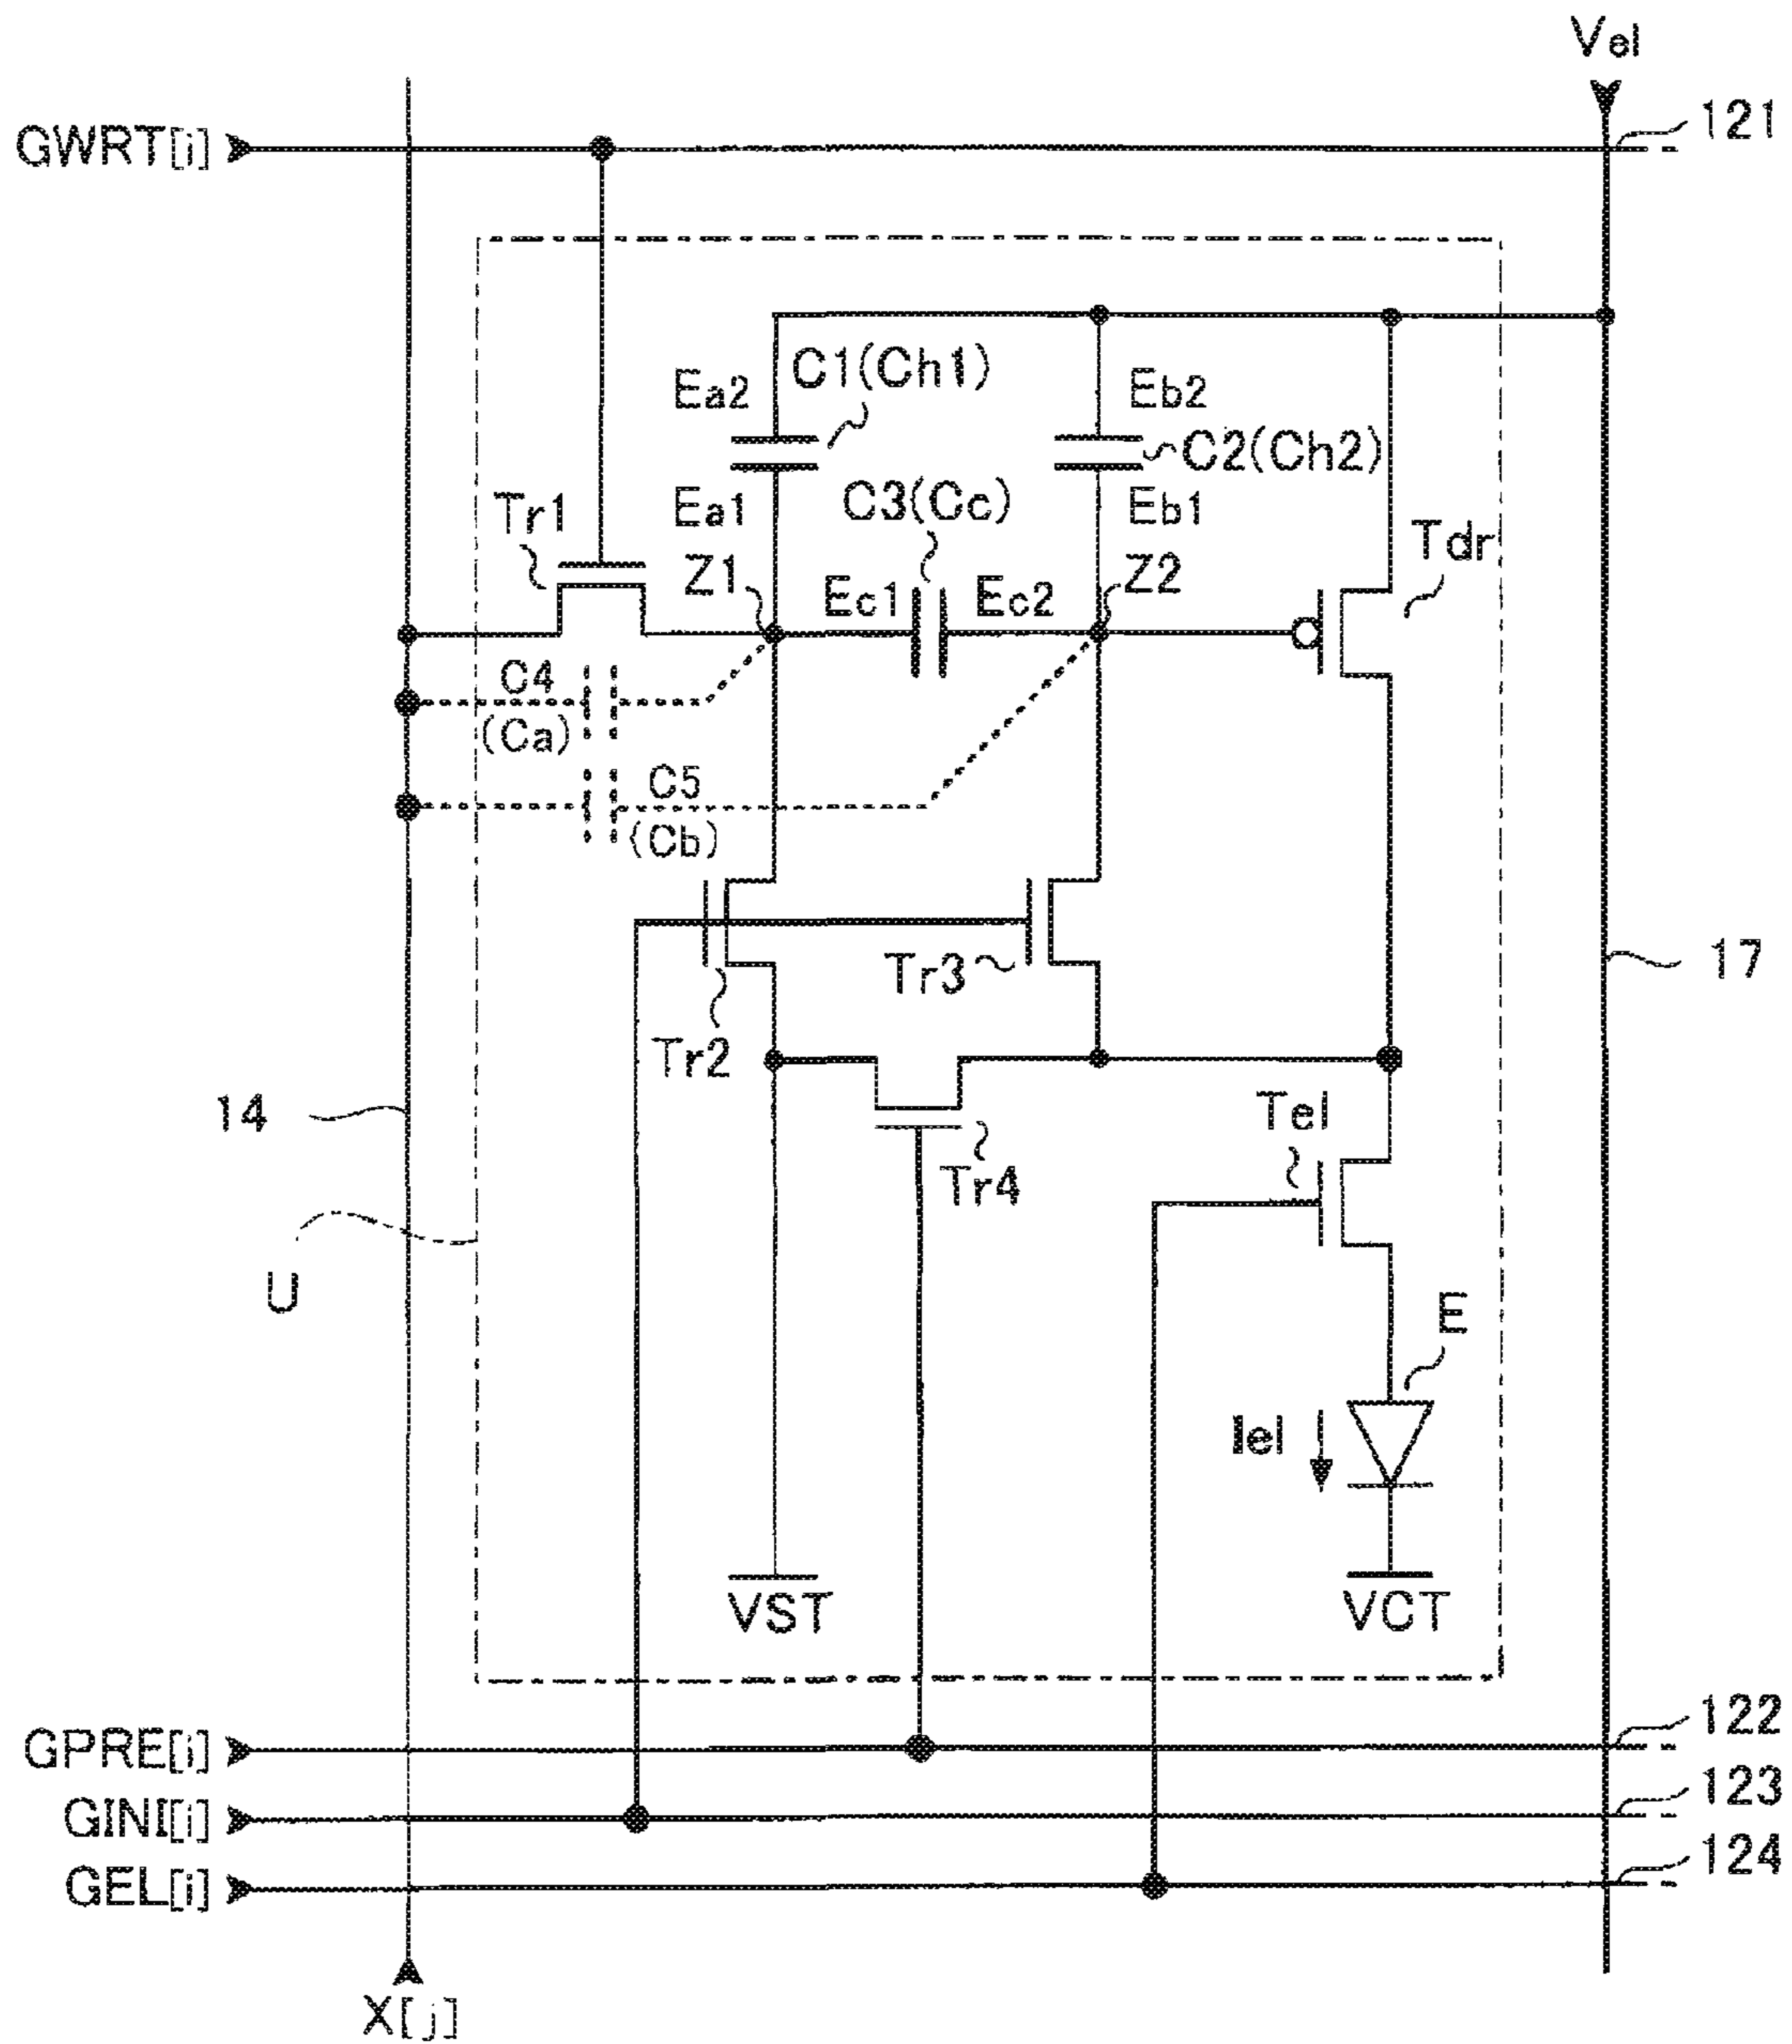 Vel
121
GWRT[i]
C1(Ch1)
Ea2
Eb2
C2(Ch2)
C3(Cc)
Tr1
Ea1
Eb1
Tdr
Z1
Z2
Ec1
Ec2
C4
(Ca)
C5
(Cb)
17
Tr3
Tr2
14
Tel
Tr4
U
E
Iel
VST
VCT
122
GPRE[i]
123
GINI[i]
124
GEL[i]
X[j]